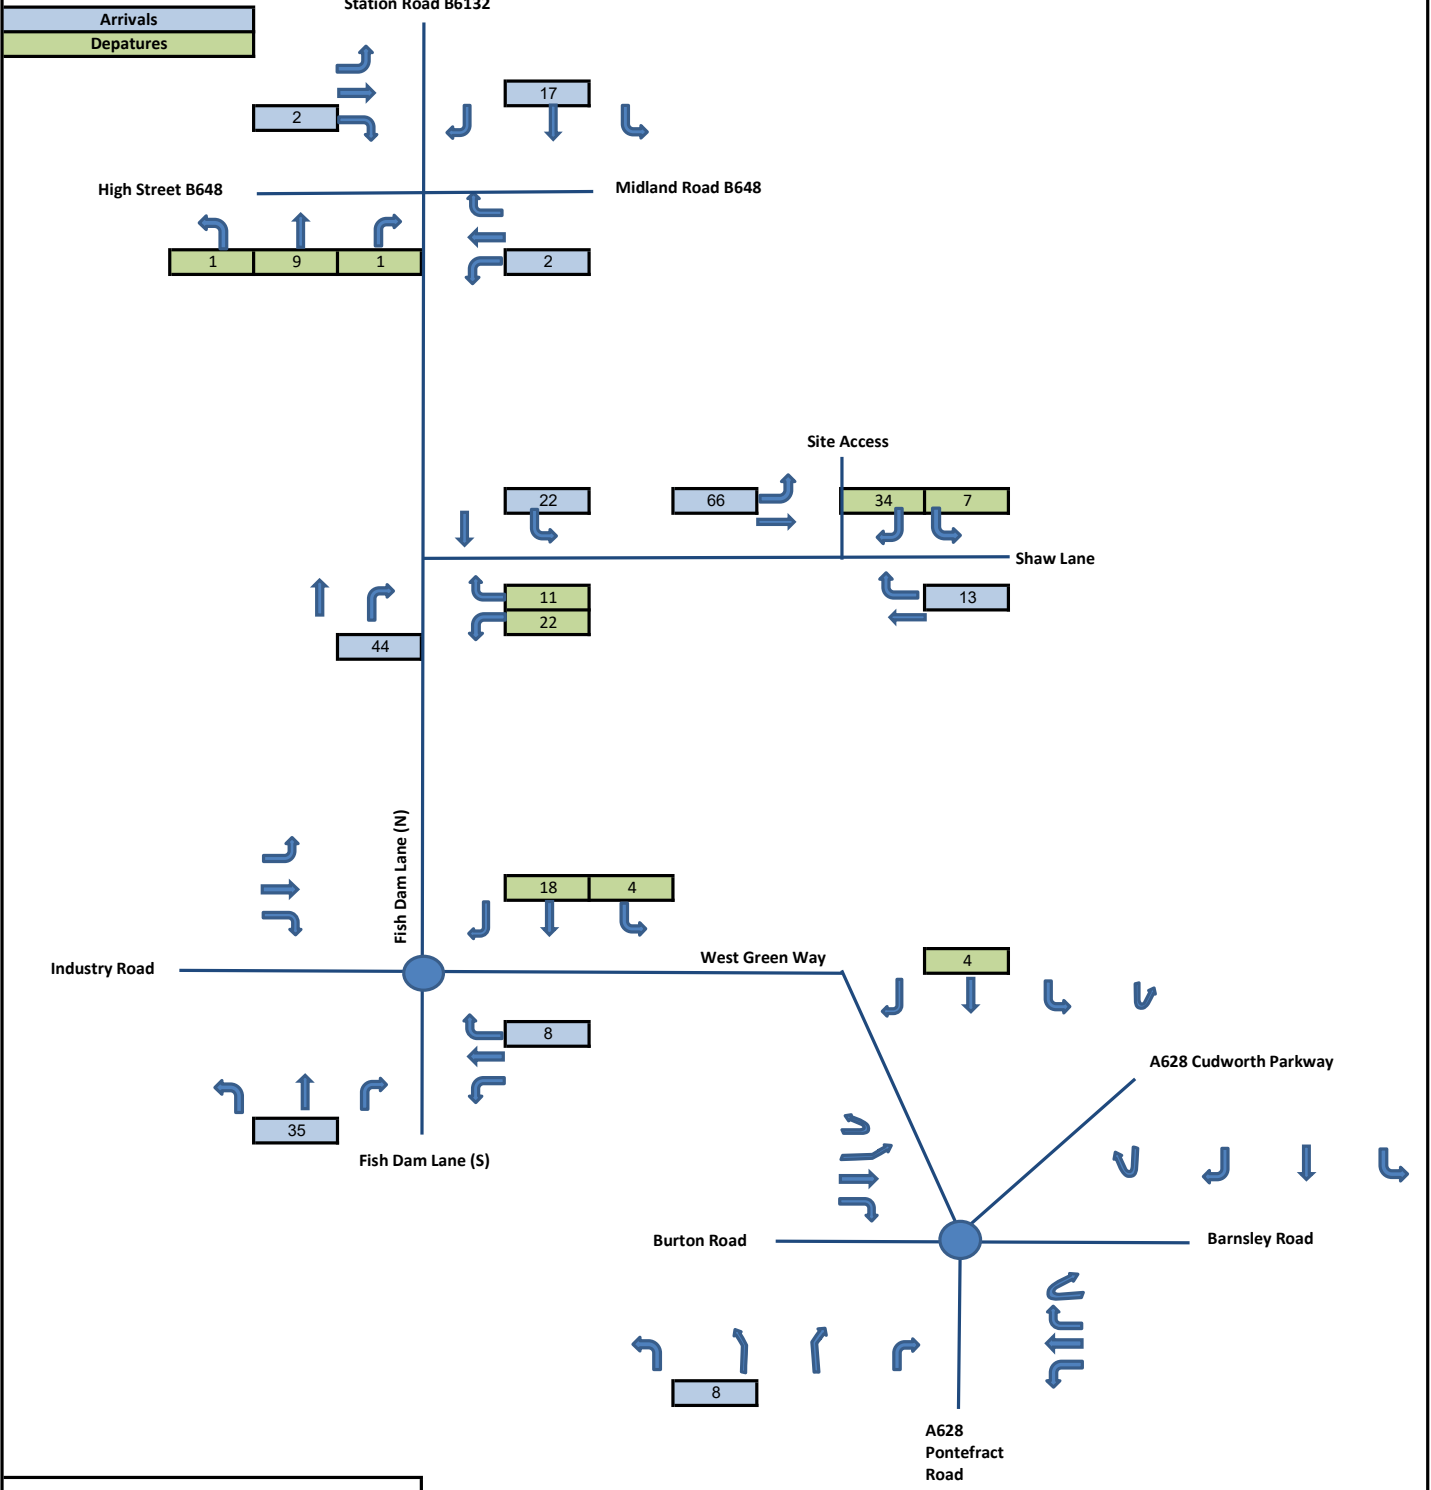 Station Road B6132
Arrivals
Depatures
17
2
High Street B648
Midland Road B648
1 9 1
2
Site Access
22
66
34 7
Shaw Lane
11
22
13
44
Fish Dam Lane (N)
18 4
Industry Road
West Green Way
4
8
A628 Cudworth Parkway
35
Fish Dam Lane (S)
Burton Road
Barnsley Road
8
A628
Pontefract
Road